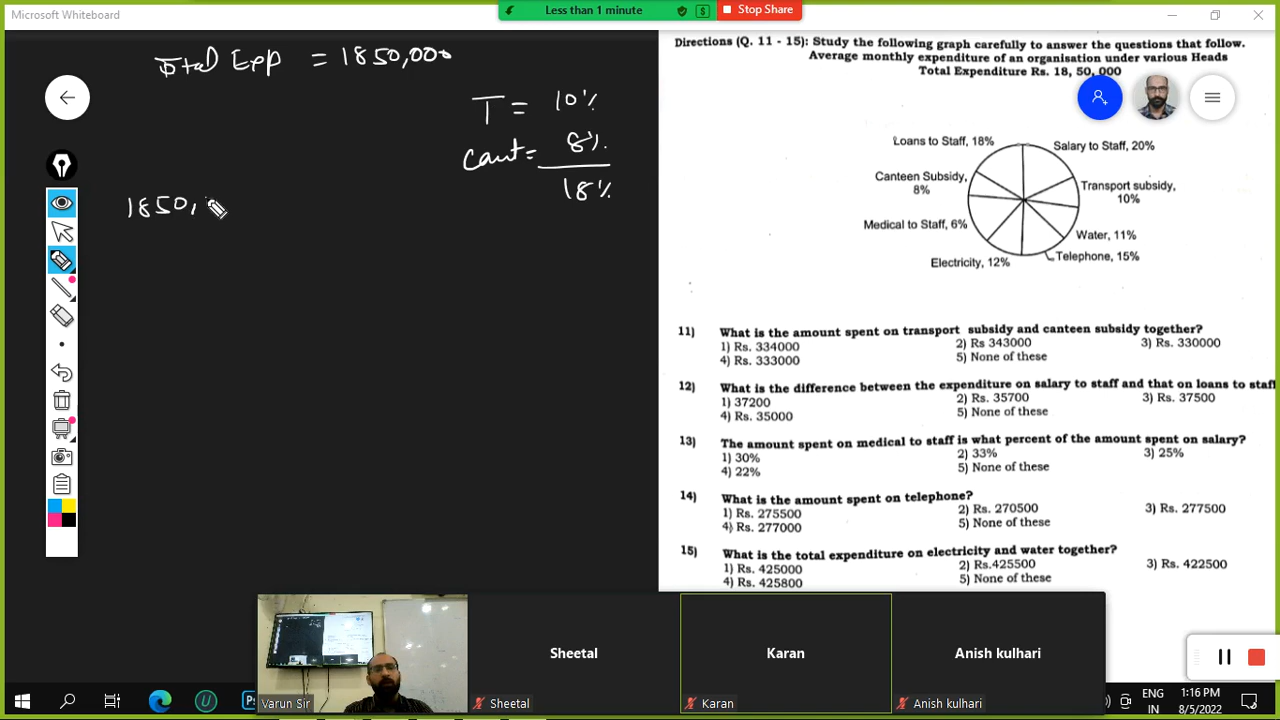 Less than 1 minute
Stop Share
Microsoft Whiteboard
Total Exp = 1850,000
T = 10%
cant = 8%.
18%
1850,
Directions (Q. 11 - 15): Study the following graph carefully to answer the questions that follow.
Average monthly expenditure of an organisation under various Heads
Total Expenditure Rs. 18, 50, 000
Loans to Staff, 18%
Salary to Staff, 20%
Canteen Subsidy,
8%
Transport subsidy,
10%
Medical to Staff, 6%
Water, 11%
Telephone, 15%
Electricity, 12%
11) What is the amount spent on transport subsidy and canteen subsidy together?
1) Rs. 334000 2) Rs 343000 3) Rs. 330000
4) Rs. 333000 5) None of these
12) What is the difference between the expenditure on salary to staff and that on loans to staff
1) 37200 2) Rs. 35700 3) Rs. 37500
4) Rs. 35000 5) None of these
13) The amount spent on medical to staff is what percent of the amount spent on salary?
1) 30% 2) 33% 3) 25%
4) 22% 5) None of these
14) What is the amount spent on telephone?
1) Rs. 275500 2) Rs. 270500 3) Rs. 277500
4) Rs. 277000 5) None of these
15) What is the total expenditure on electricity and water together?
1) Rs. 425000 2) Rs.425500 3) Rs. 422500
4) Rs. 425800 5) None of these
Sheetal
Karan
Anish kulhari
Varun Sir
Sheetal
Karan
Anish kulhari
Ps
ENG
IN
1:16 PM
8/5/2022